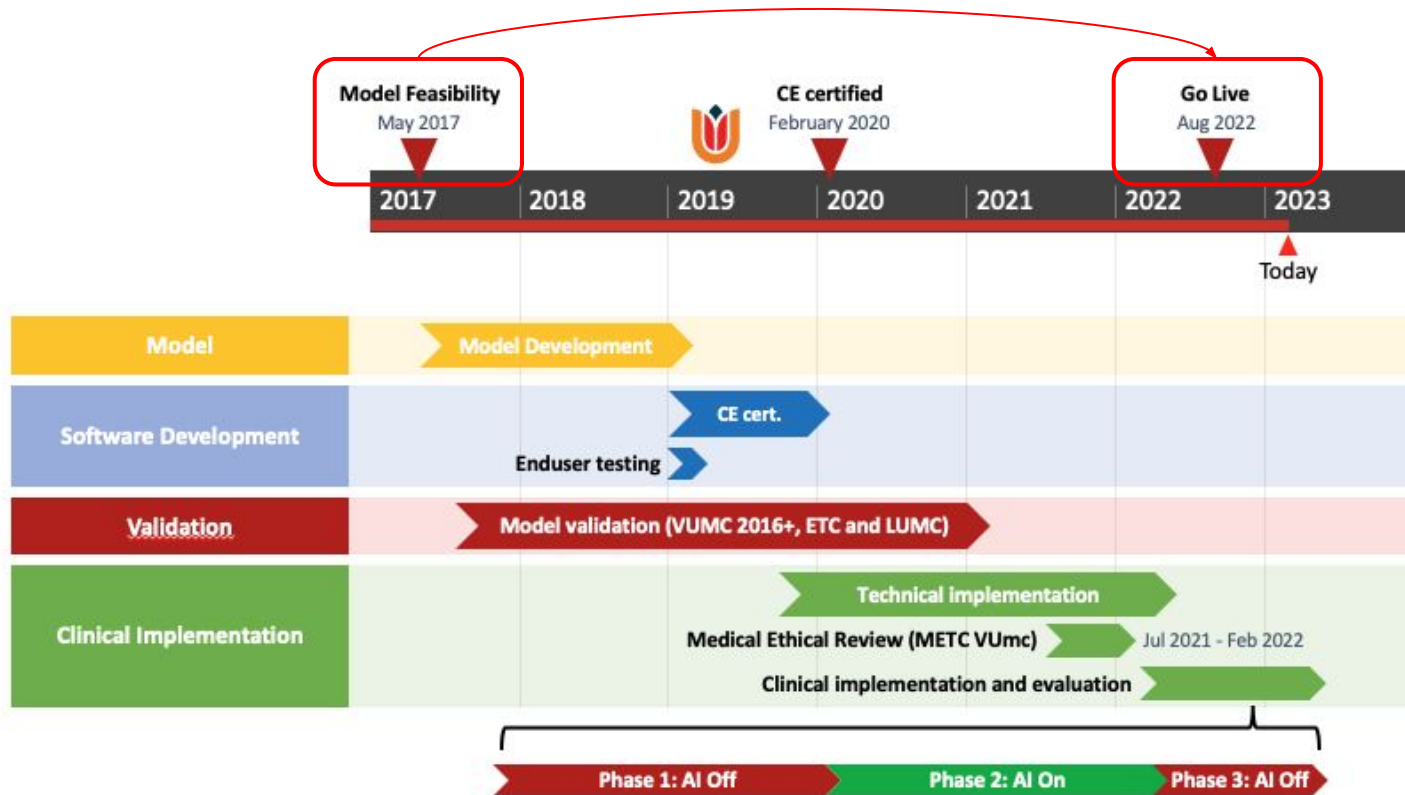 Model Feasibility
May 2017
CE certified
February 2020
Go Live
Aug 2022
2017 2018 2019 2020 2021 2022 2023
Today
Model
Model Development
Software Development
CE cert.
Enduser testing
Validation
Model validation (VUMC 2016+, ETC and LUMC)
Clinical Implementation
Technical implementation
Medical Ethical Review (METC VUmc) Jul 2021 - Feb 2022
Clinical implementation and evaluation
Phase 1: AI Off Phase 2: AI On Phase 3: AI Off